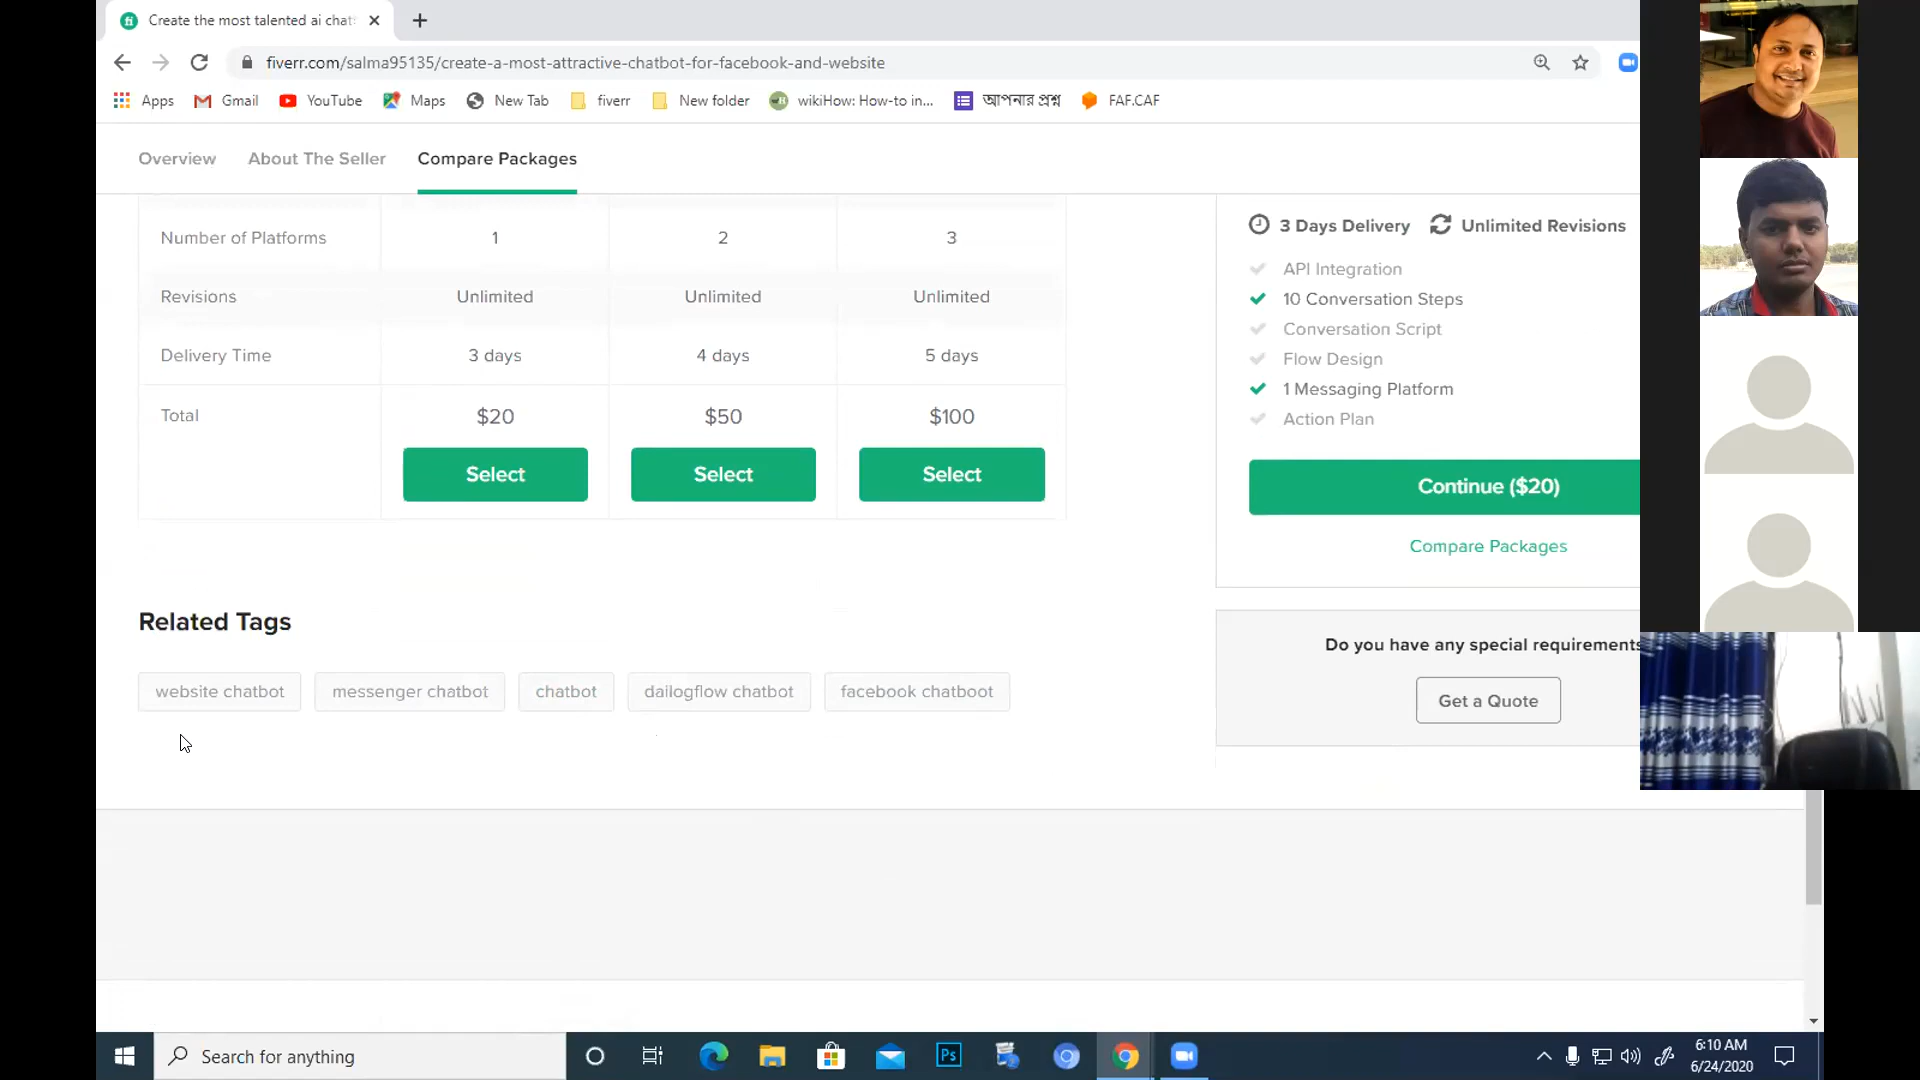 Create the most talented ai chat
fiverr.com/salma95135/create-a-most-attractive-chatbot-for-facebook-and-website
Apps
Gmail
YouTube
Maps
New Tab
fiverr
New folder
wikiHow: How-to in...
আপনার প্রশ্ন
FAF.CAF
Overview
About The Seller
Compare Packages
Number of Platforms 1 2 3
Revisions Unlimited Unlimited Unlimited
Delivery Time 3 days 4 days 5 days
Total $20 $50 $100
Select Select Select
3 Days Delivery Unlimited Revisions
API Integration
10 Conversation Steps
Conversation Script
Flow Design
1 Messaging Platform
Action Plan
Continue ($20)
Compare Packages
Related Tags
website chatbot
messenger chatbot
chatbot
dailogflow chatbot
facebook chatboot
Do you have any special requirements
Get a Quote
Search for anything
Ps
6:10 AM
6/24/2020